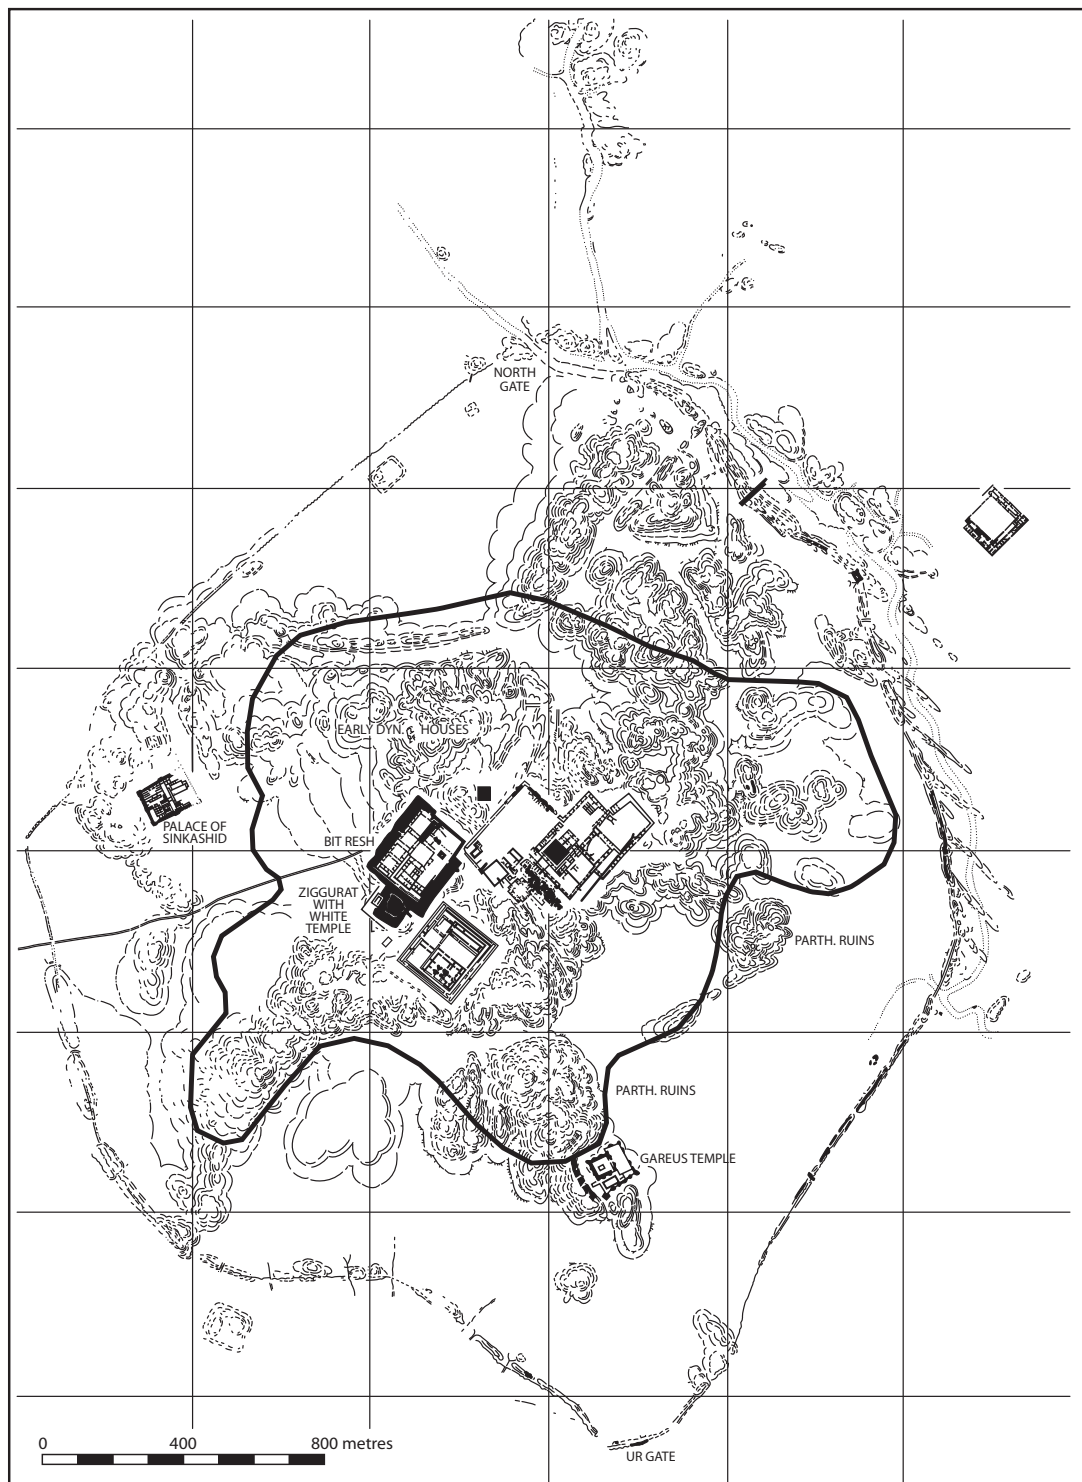 NORTH
GATE
EARLY DYN. HOUSES
PALACE OF
SINKASHID
BIT RESH
ZIGGURAT
WITH
WHITE
TEMPLE
PARTH. RUINS
PARTH. RUINS
GAREUS TEMPLE
0 400 800 metres
UR GATE